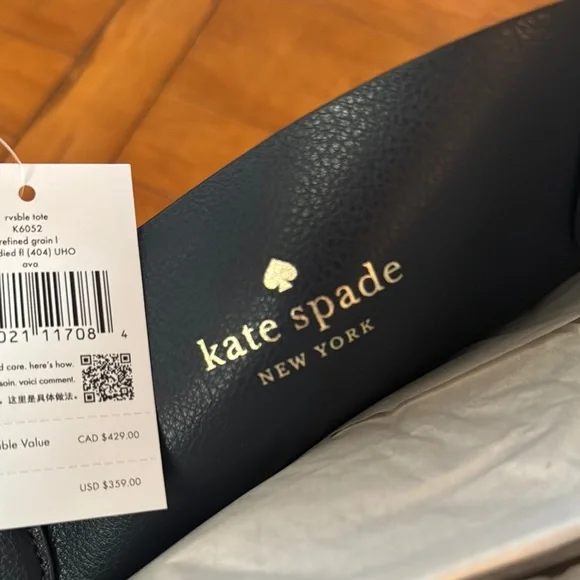 rvsble tote
K6052
refined grain l
died fl (404) UHO
ava
021 11708 4
d care. here's how.
soin. voici comment.
, 这里是具体做法。
ble Value CAD $429.00
USD $359.00
kate spade
NEW YORK